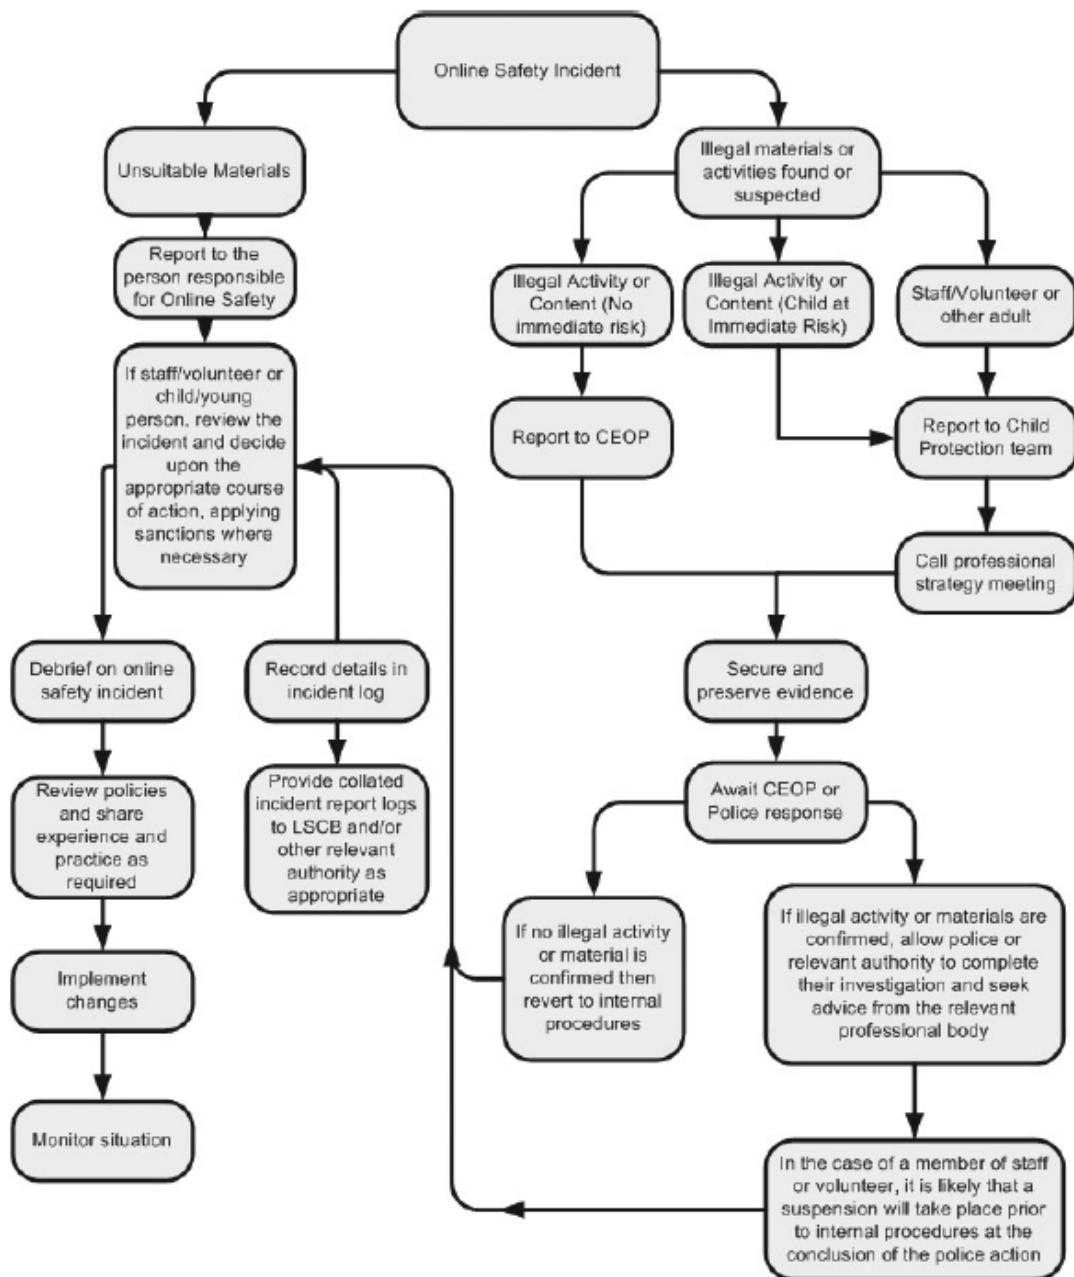 Online Safety Incident
Unsuitable Materials
Report to the
person responsible
for Online Safety
If staff/volunteer or
child/young
person, review the
incident and decide
upon the
appropriate course
of action, applying
sanctions where
necessary
Debrief on online
safety incident
Review policies
and share
experience and
practice as
required
Implement
changes
Monitor situation
Record details in
incident log
Provide collated
incident report logs
to LSCB and/or
other relevant
authority as
appropriate
Illegal materials or
activities found or
suspected
Illegal Activity or
Content (No
immediate risk)
Illegal Activity or
Content (Child at
Immediate Risk)
Staff/Volunteer or
other adult
Report to CEOP
Report to Child
Protection team
Call professional
strategy meeting
Secure and
preserve evidence
Await CEOP or
Police response
If no illegal activity
or material is
confirmed then
revert to internal
procedures
If illegal activity or materials are
confirmed, allow police or
relevant authority to complete
their investigation and seek
advice from the relevant
professional body
In the case of a member of staff
or volunteer, it is likely that a
suspension will take place prior
to internal procedures at the
conclusion of the police action